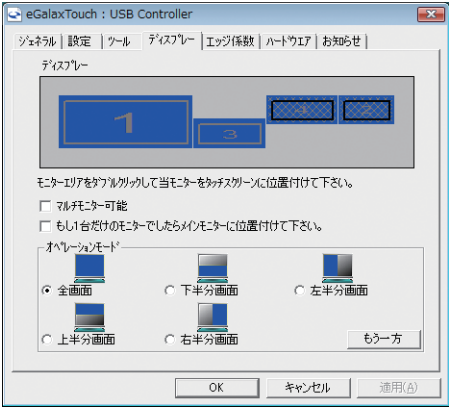 eGalaxTouch : USB Controller
ジェネラル 設定 ツール ディスプレー エッジ係数 ハードウエア お知らせ
ディスプレー
1
3
4
2
モニターエリアをダブルクリックして当モニターをタッチスクリーンに位置付けて下さい。
マルチモニター可能
もし1台だけのモニターでしたらメインモニターに位置付けて下さい。
オペレーションモード
全画面 下半分画面 左半分画面
上半分画面 右半分画面 もう一方
OK キャンセル 適用(A)